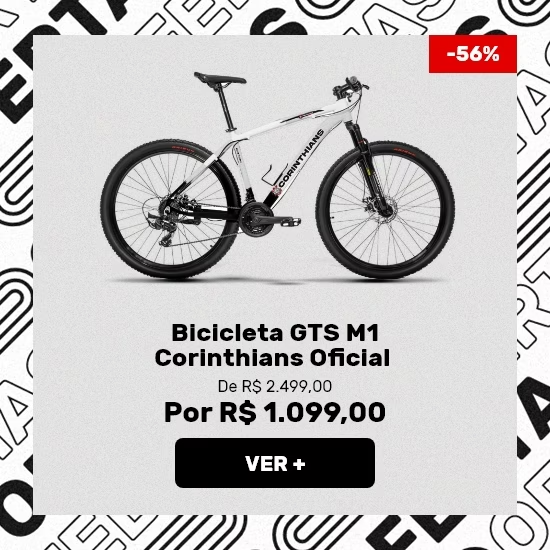 -56%
CORINTHIANS
Bicicleta GTS M1
Corinthians Oficial
De R$ 2.499,00
Por R$ 1.099,00
VER +